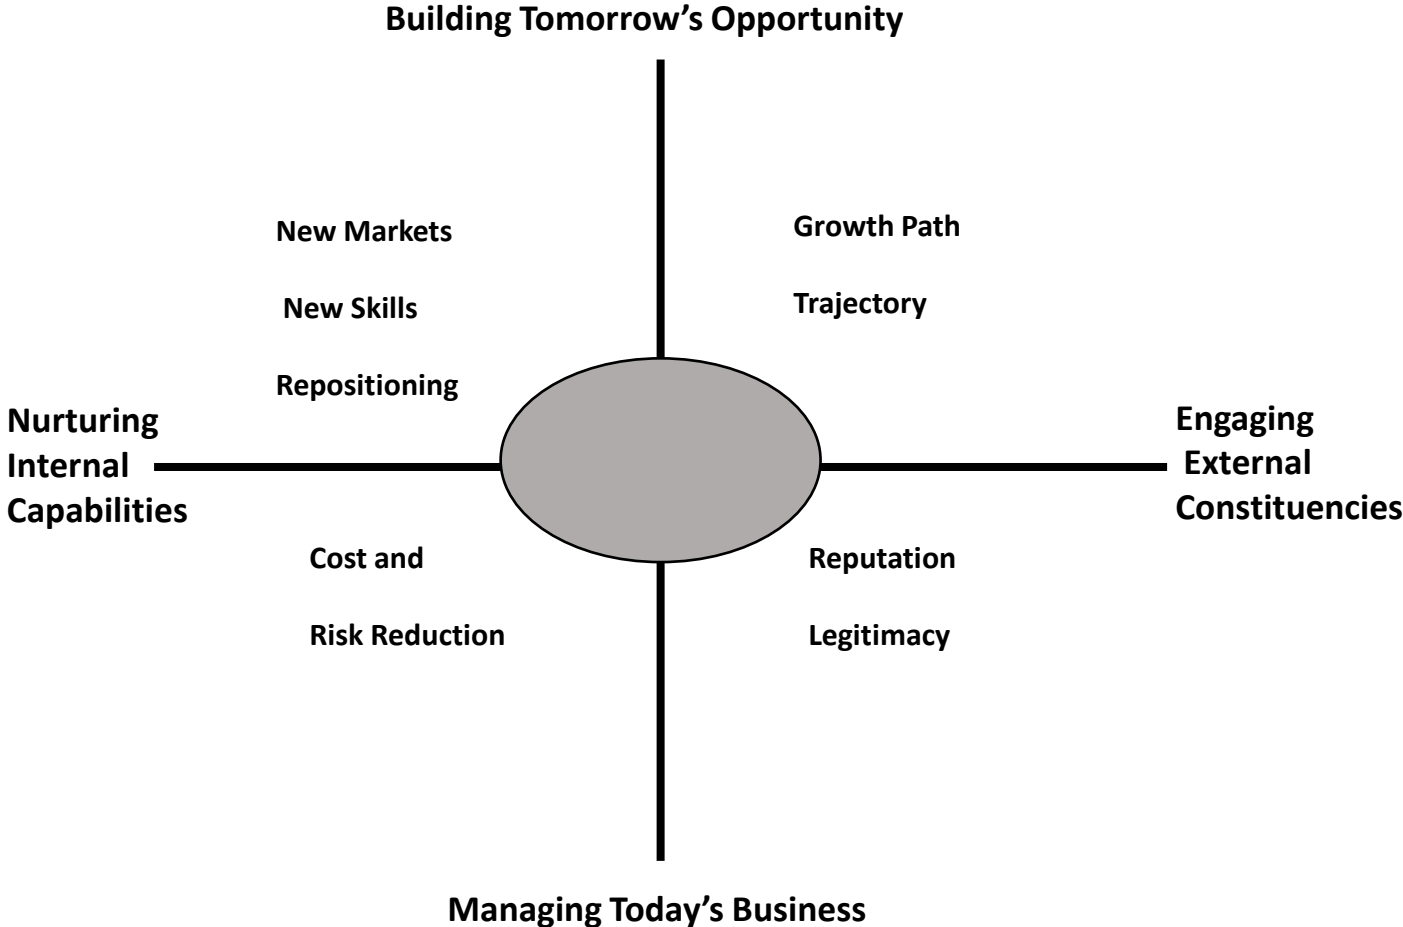 Building Tomorrow’s Opportunity
New Markets
New Skills
Repositioning
Growth Path
Trajectory
Nurturing
Internal
Capabilities
Engaging
External
Constituencies
Cost and
Risk Reduction
Reputation
Legitimacy
Managing Today’s Business